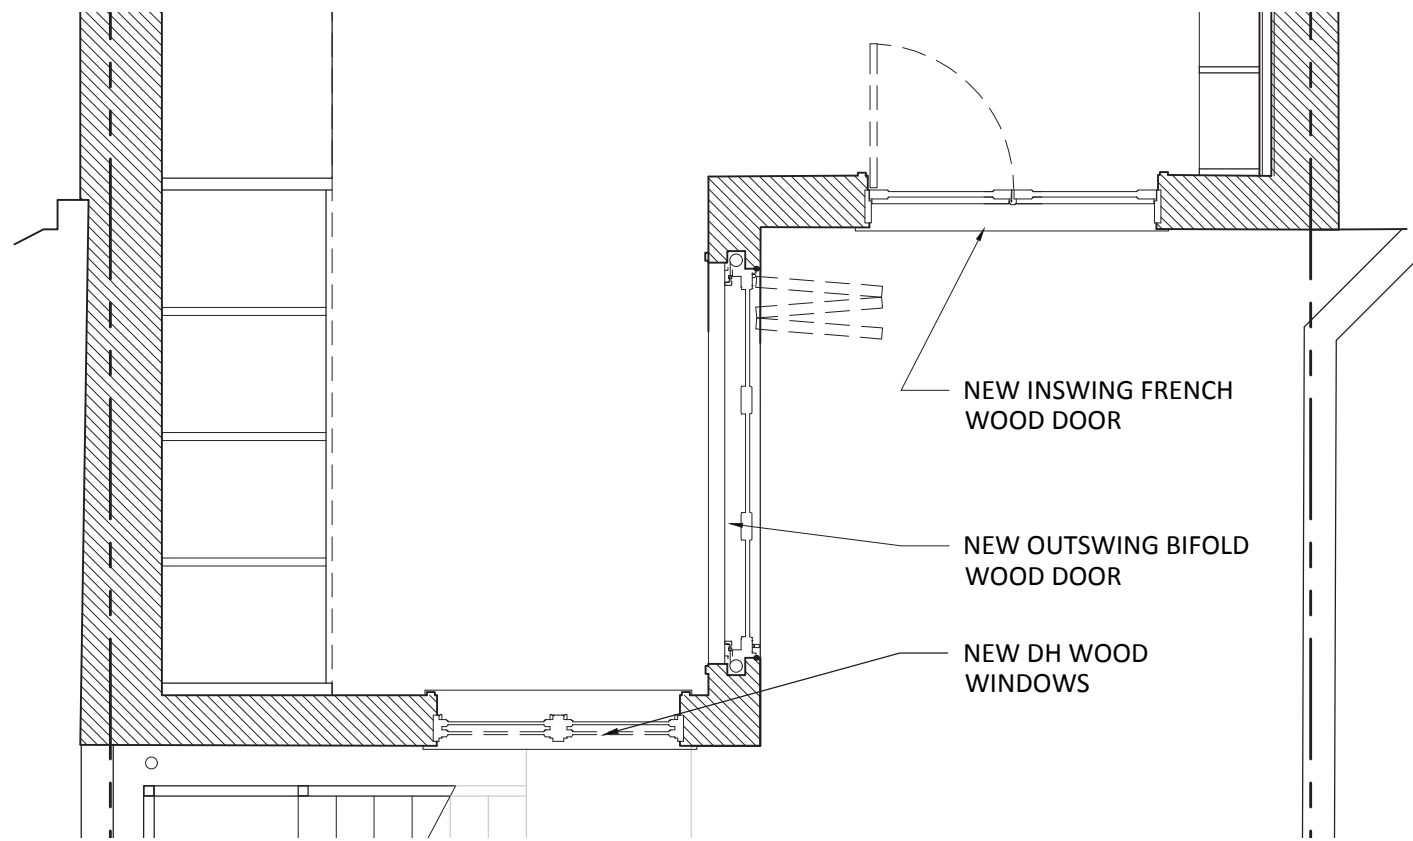 NEW INSWING FRENCH
WOOD DOOR
NEW OUTSWING BIFOLD
WOOD DOOR
NEW DH WOOD
WINDOWS